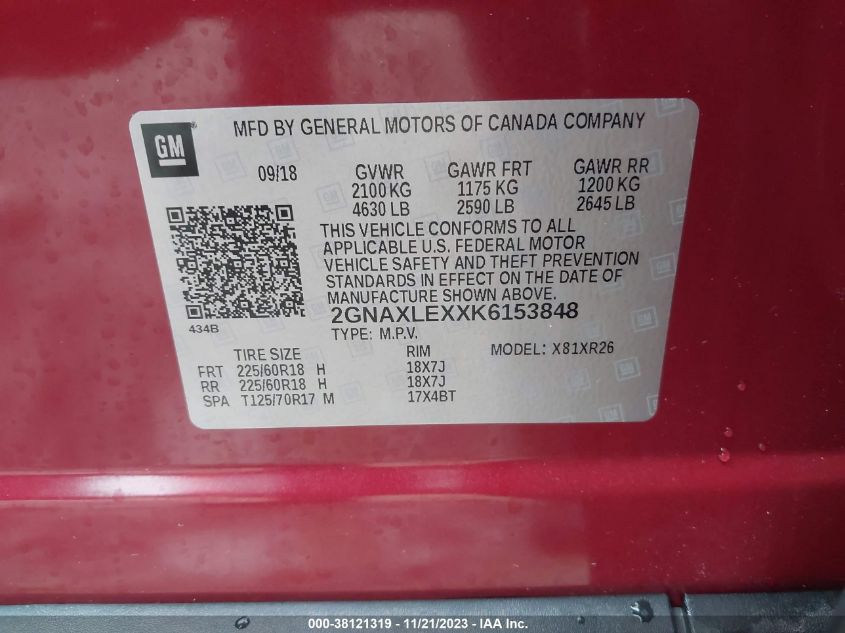 GM
MFD BY GENERAL MOTORS OF CANADA COMPANY
09/18 GVWR GAWR FRT GAWR RR
2100 KG 1175 KG 1200 KG
4630 LB 2590 LB 2645 LB
THIS VEHICLE CONFORMS TO ALL
APPLICABLE U.S. FEDERAL MOTOR
VEHICLE SAFETY AND THEFT PREVENTION
STANDARDS IN EFFECT ON THE DATE OF
MANUFACTURE SHOWN ABOVE.
434B
2GNAXLEXXK6153848
TYPE: M.P.V.
TIRE SIZE RIM MODEL: X81XR26
FRT 225/60R18 H 18X7J
RR 225/60R18 H 18X7J
SPA T125/70R17 M 17X4BT
000-38121319 - 11/21/2023 - IAA Inc.